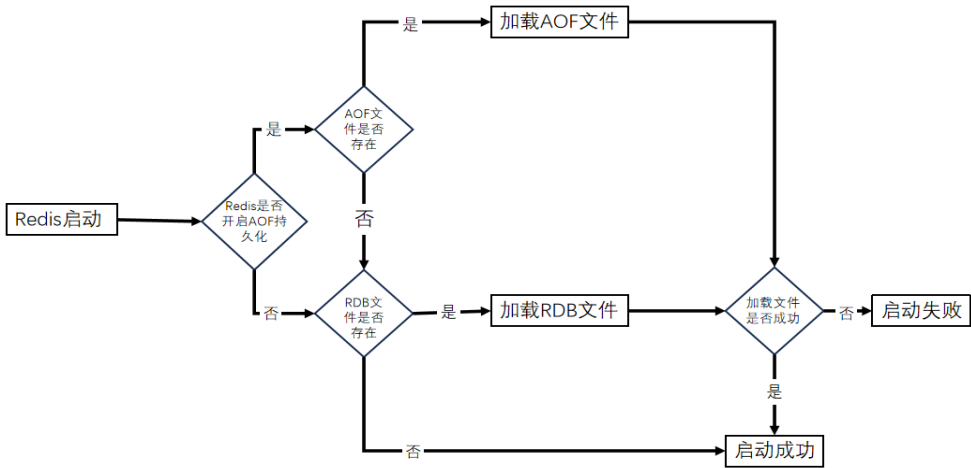 是
加载AOF文件
AOF文
件是否
存在
是
Redis启动
Redis是否
开启AOF持
久化
否
否
RDB文
件是否
存在
是
加载RDB文件
加载文件
是否成功
否
启动失败
是
否
启动成功